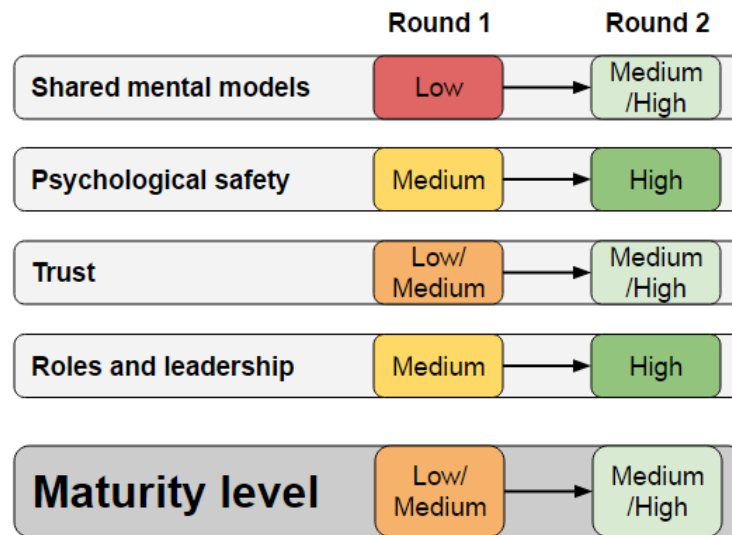 Round 1 Round 2
Shared mental models Low Medium
/High
Psychological safety Medium High
Trust Low/
Medium Medium
/High
Roles and leadership Medium High
Maturity level Low/
Medium Medium
/High